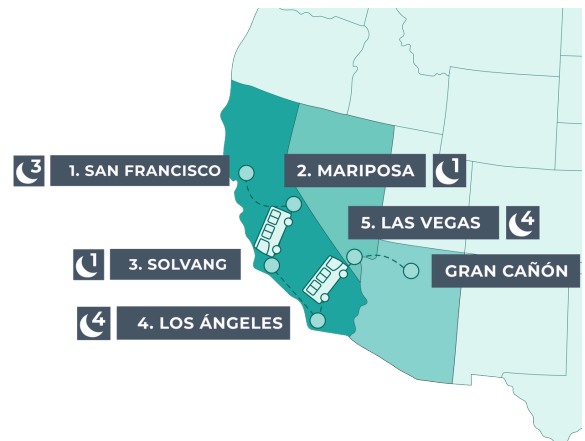 3 1. SAN FRANCISCO
2. MARIPOSA 1
5. LAS VEGAS 4
1 3. SOLVANG
GRAN CAÑÓN
4 4. LOS ÁNGELES